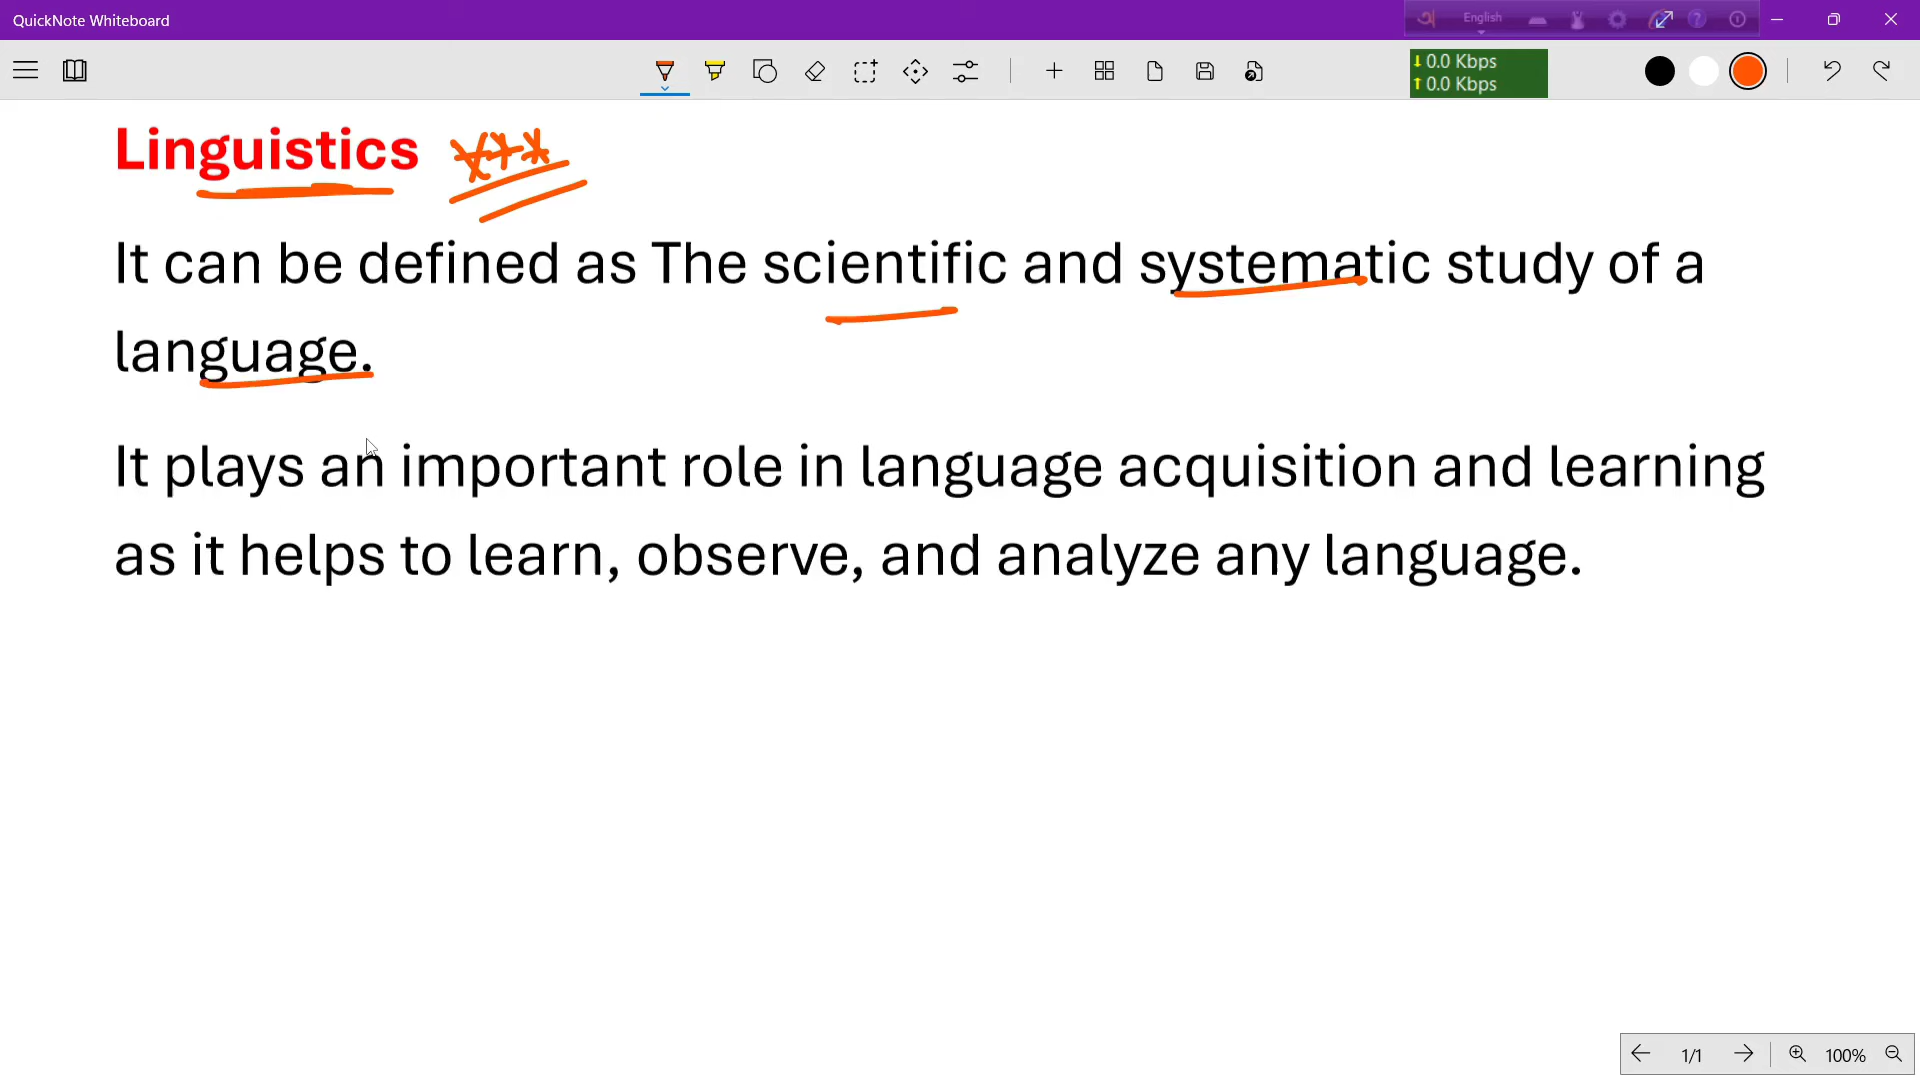 QuickNote Whiteboard
English
0.0 Kbps
0.0 Kbps
Linguistics ***
It can be defined as The scientific and systematic study of a
language.
It plays an important role in language acquisition and learning
as it helps to learn, observe, and analyze any language.
1/1 100%